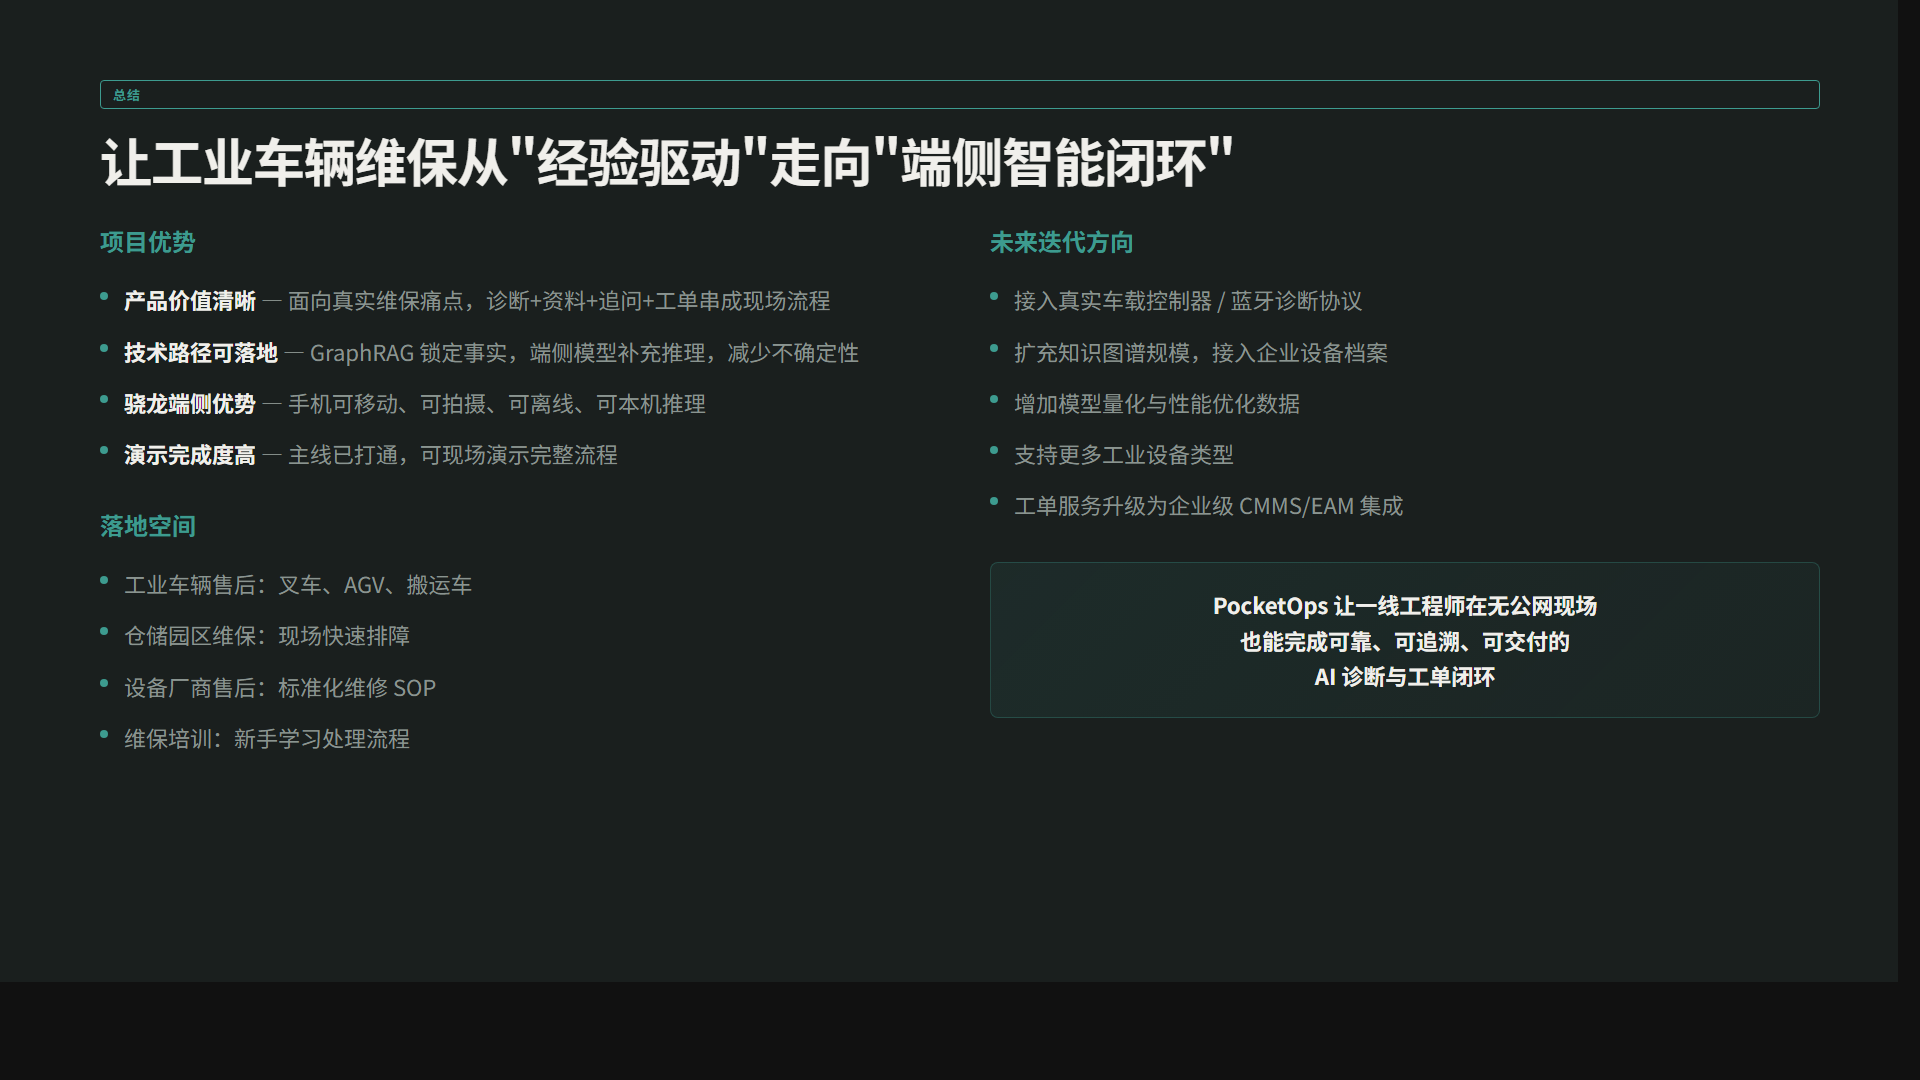 总结
让工业车辆维保从"经验驱动"走向"端侧智能闭环"
项目优势
产品价值清晰 — 面向真实维保痛点，诊断+资料+追问+工单串成现场流程
技术路径可落地 — GraphRAG 锁定事实，端侧模型补充推理，减少不确定性
骁龙端侧优势 — 手机可移动、可拍摄、可离线、可本机推理
演示完成度高 — 主线已打通，可现场演示完整流程
落地空间
工业车辆售后：叉车、AGV、搬运车
仓储园区维保：现场快速排障
设备厂商售后：标准化维修 SOP
维保培训：新手学习处理流程
未来迭代方向
接入真实车载控制器 / 蓝牙诊断协议
扩充知识图谱规模，接入企业设备档案
增加模型量化与性能优化数据
支持更多工业设备类型
工单服务升级为企业级 CMMS/EAM 集成
PocketOps 让一线工程师在无公网现场
也能完成可靠、可追溯、可交付的
AI 诊断与工单闭环